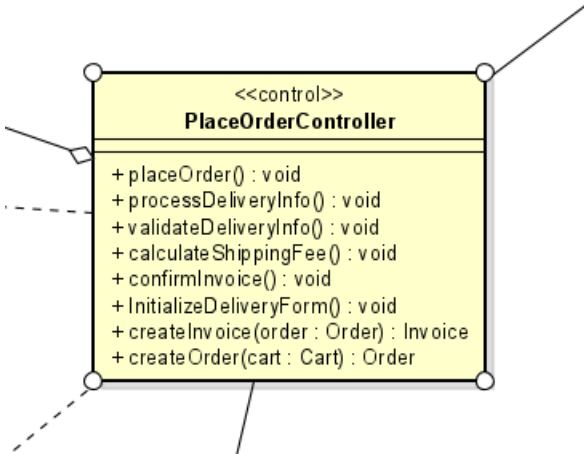 <<control>>
PlaceOrderController
+ placeOrder() : void
+ processDeliveryInfo() : void
+ validateDeliveryInfo() : void
+ calculateShippingFee() : void
+ confirmInvoice() : void
+ InitializeDeliveryForm() : void
+ createInvoice(order : Order) : Invoice
+ createOrder(cart : Cart) : Order